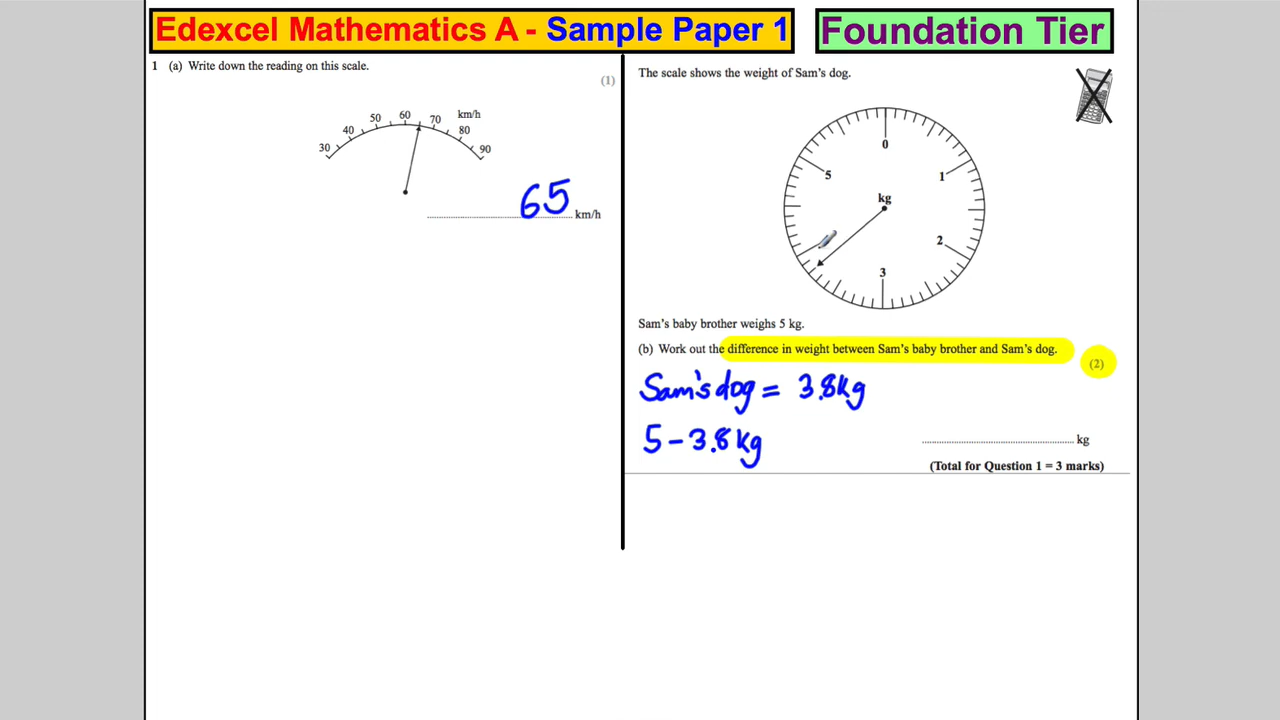 Edexcel Mathematics A - Sample Paper 1
Foundation Tier
1 (a) Write down the reading on this scale.
(1)
30 40 50 60 70 80 90 km/h
65 km/h
The scale shows the weight of Sam's dog.
0
5 1
kg
2
3
Sam's baby brother weighs 5 kg.
(b) Work out the difference in weight between Sam's baby brother and Sam's dog.
(2)
Sam's dog = 3.8kg
5 - 3.8 kg
kg
(Total for Question 1 = 3 marks)